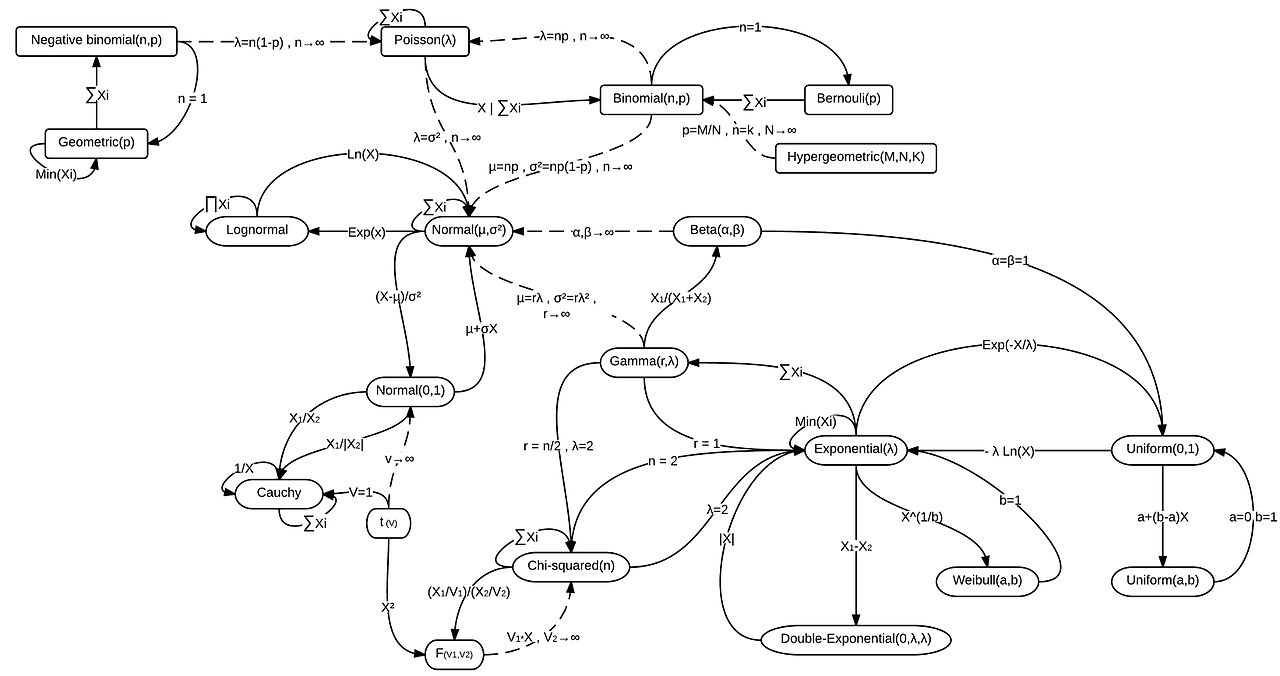 ∑Xi
Negative binomial(n,p)
λ=n(1-p) , n→∞
Poisson(λ)
λ=np , n→∞
n=1
∑Xi
n = 1
X | ∑Xi
Binomial(n,p)
∑Xi
Bernouli(p)
Geometric(p)
λ=σ² , n→∞
p=M/N , n=k , N→∞
Min(Xi)
Ln(X)
μ=np , σ²=np(1-p) , n→∞
Hypergeometric(M,N,K)
∏Xi
∑Xi
Lognormal
Exp(x)
Normal(μ,σ²)
α,β→∞
Beta(α,β)
α=β=1
(X-μ)/σ²
μ=rλ , σ²=rλ² ,
r→∞
X₁/(X₁+X₂)
μ+σX
Gamma(r,λ)
∑Xi
Exp(-X/λ)
Normal(0,1)
X₁/X₂
X₁/|X₂|
Min(Xi)
r = n/2 , λ=2
r = 1
Exponential(λ)
- λ Ln(X)
Uniform(0,1)
1/X
v→∞
n = 2
Cauchy
V=1
∑Xi
t (V)
λ=2
X^(1/b)
b=1
a+(b-a)X
a=0,b=1
∑Xi
|X|
X₁-X₂
Chi-squared(n)
Weibull(a,b)
Uniform(a,b)
(X₁/V₁)/(X₂/V₂)
X²
V₁*X , V₂→∞
Double-Exponential(0,λ,λ)
F(V1,V2)